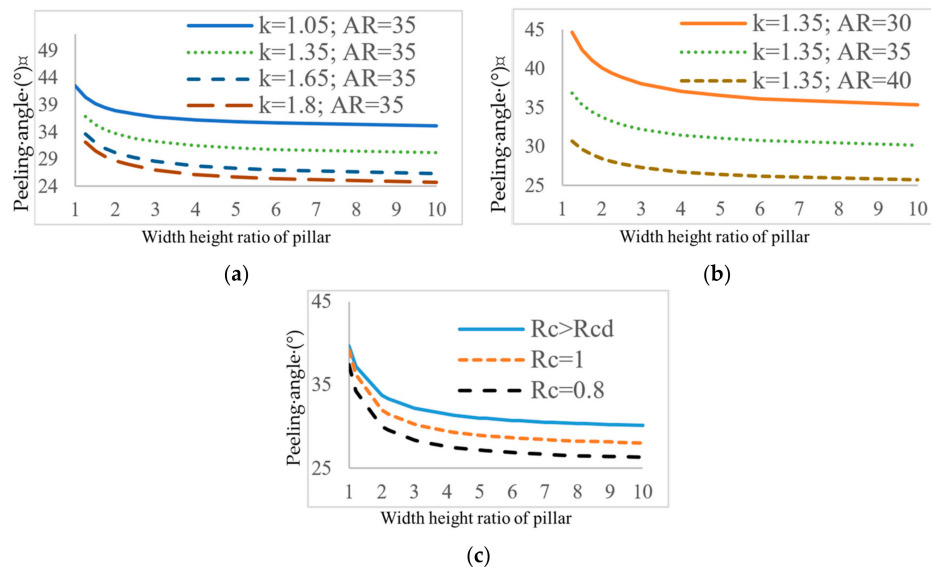 k=1.05; AR=35
k=1.35; AR=35
k=1.65; AR=35
k=1.8; AR=35
Peeling·angle·(°)¤
49
44
39
34
29
24
1 2 3 4 5 6 7 8 9 10
Width height ratio of pillar
(a)
k=1.35; AR=30
k=1.35; AR=35
k=1.35; AR=40
Peeling·angle·(°)¤
45
40
35
30
25
1 2 3 4 5 6 7 8 9 10
Width height ratio of pillar
(b)
Rc>Rcd
Rc=1
Rc=0.8
Peeling·angle·(°)
45
35
25
1 2 3 4 5 6 7 8 9 10
Width height ratio of pillar
(c)